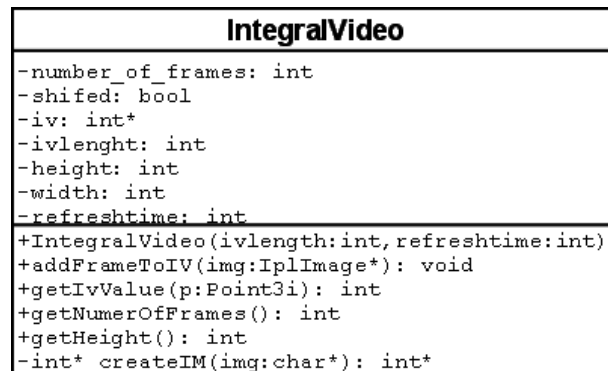 IntegralVideo
-number_of_frames: int
-shifed: bool
-iv: int*
-ivlenght: int
-height: int
-width: int
-refreshtime: int
+IntegralVideo(ivlength:int,refreshtime:int)
+addFrameToIV(img:IplImage*): void
+getIvValue(p:Point3i): int
+getNumerOfFrames(): int
+getHeight(): int
-int* createIM(img:char*): int*